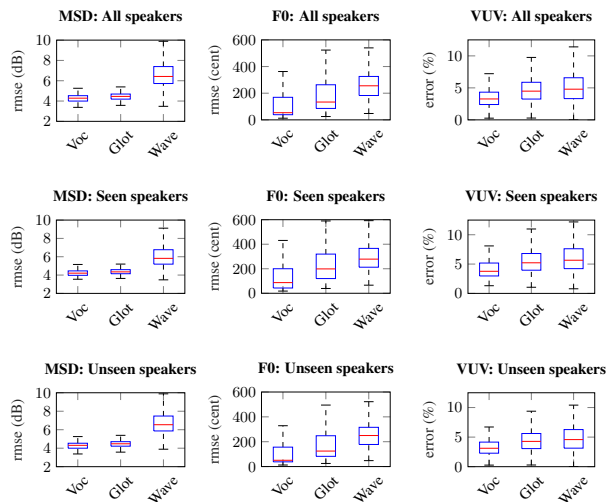 MSD: All speakers
rmse (dB)
10
8
6
4
2
Voc
Glot
Wave
F0: All speakers
rmse (cent)
600
400
200
0
Voc
Glot
Wave
VUV: All speakers
error (%)
10
5
0
Voc
Glot
Wave
MSD: Seen speakers
rmse (dB)
10
8
6
4
2
Voc
Glot
Wave
F0: Seen speakers
rmse (cent)
600
400
200
0
Voc
Glot
Wave
VUV: Seen speakers
error (%)
10
5
0
Voc
Glot
Wave
MSD: Unseen speakers
rmse (dB)
10
8
6
4
2
Voc
Glot
Wave
F0: Unseen speakers
rmse (cent)
600
400
200
0
Voc
Glot
Wave
VUV: Unseen speakers
error (%)
10
5
0
Voc
Glot
Wave